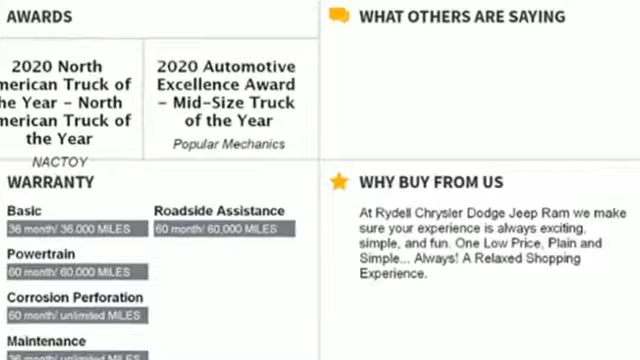 AWARDS
2020 North
merican Truck of
he Year - North
merican Truck of
the Year
NACTOY
2020 Automotive
Excellence Award
- Mid-Size Truck
of the Year
Popular Mechanics
WHAT OTHERS ARE SAYING
WARRANTY
Basic
36 month/ 36,000 MILES
Roadside Assistance
60 month/ 60,000 MILES
Powertrain
60 month/ 60,000 MILES
Corrosion Perforation
60 month/ unlimited MILES
Maintenance
36 month/ unlimited MILES
WHY BUY FROM US
At Rydell Chrysler Dodge Jeep Ram we make
sure your experience is always exciting,
simple, and fun. One Low Price, Plain and
Simple... Always! A Relaxed Shopping
Experience.